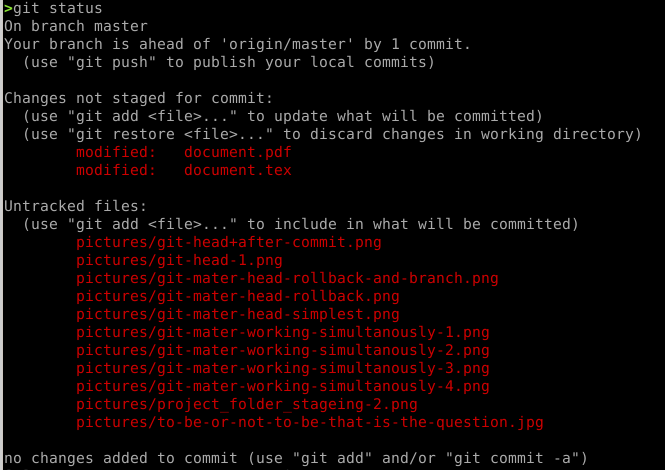 >git status
On branch master
Your branch is ahead of 'origin/master' by 1 commit.
  (use "git push" to publish your local commits)

Changes not staged for commit:
  (use "git add <file>..." to update what will be committed)
  (use "git restore <file>..." to discard changes in working directory)
        modified:   document.pdf
        modified:   document.tex

Untracked files:
  (use "git add <file>..." to include in what will be committed)
        pictures/git-head+after-commit.png
        pictures/git-head-1.png
        pictures/git-mater-head-rollback-and-branch.png
        pictures/git-mater-head-rollback.png
        pictures/git-mater-head-simplest.png
        pictures/git-mater-working-simultanously-1.png
        pictures/git-mater-working-simultanously-2.png
        pictures/git-mater-working-simultanously-3.png
        pictures/git-mater-working-simultanously-4.png
        pictures/project_folder_stageing-2.png
        pictures/to-be-or-not-to-be-that-is-the-question.jpg

no changes added to commit (use "git add" and/or "git commit -a")